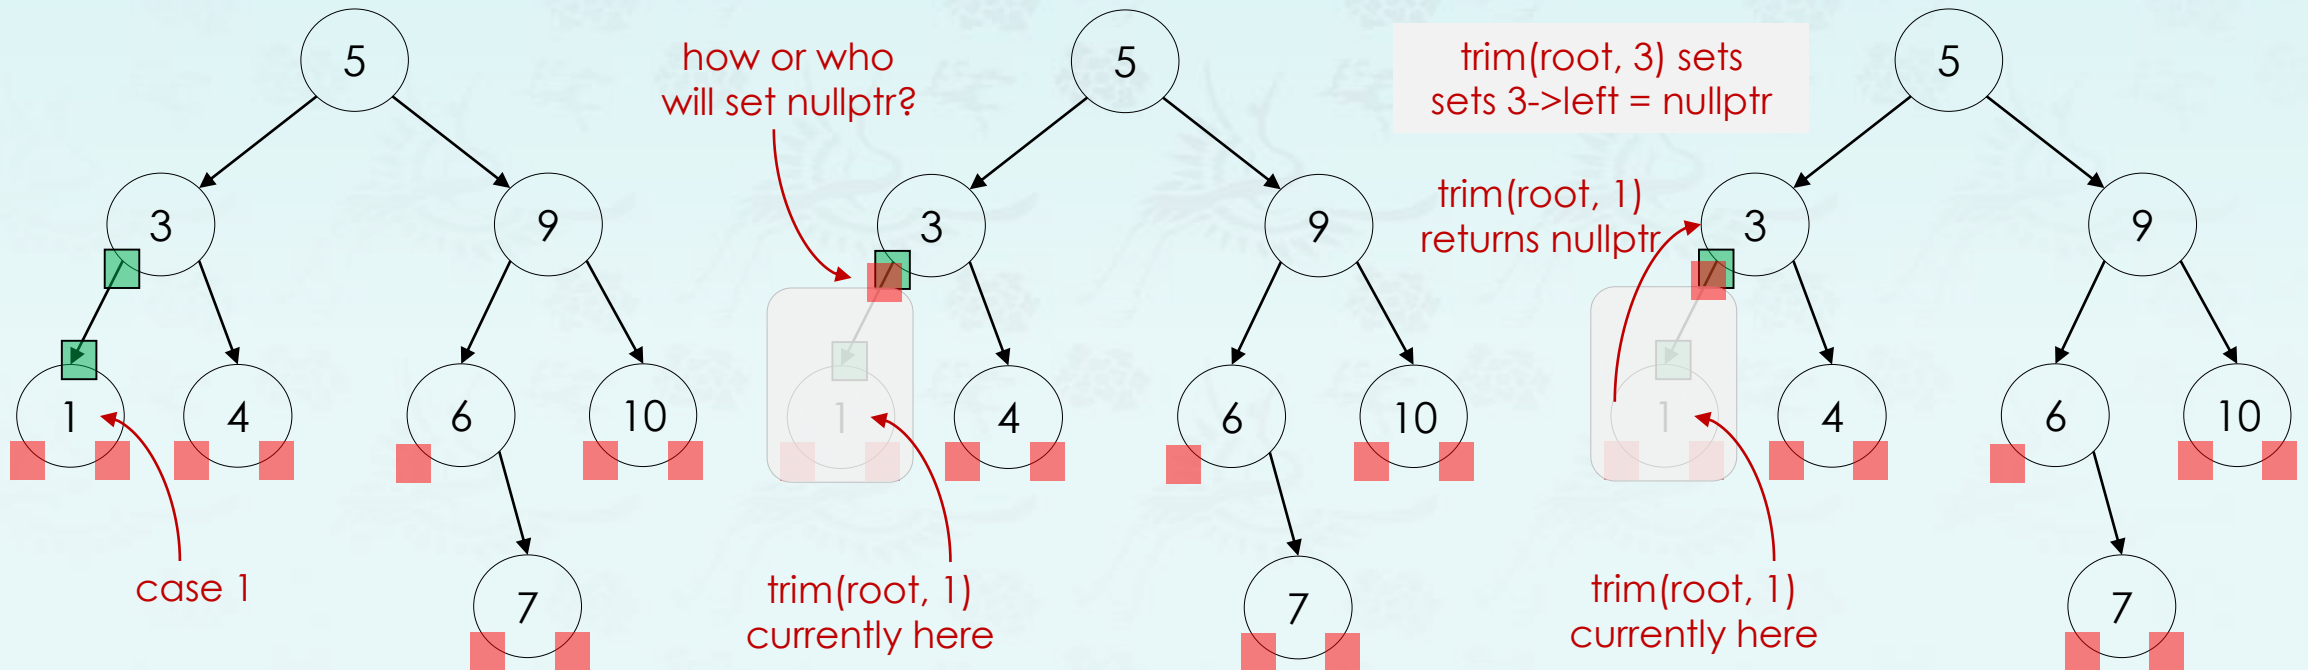 5
3
9
1
4
6
10
7
case 1
how or who
will set nullptr?
5
3
9
1
4
6
10
7
trim(root, 1)
currently here
trim(root, 3) sets
sets 3->left = nullptr
trim(root, 1)
returns nullptr
5
3
9
1
4
6
10
7
trim(root, 1)
currently here